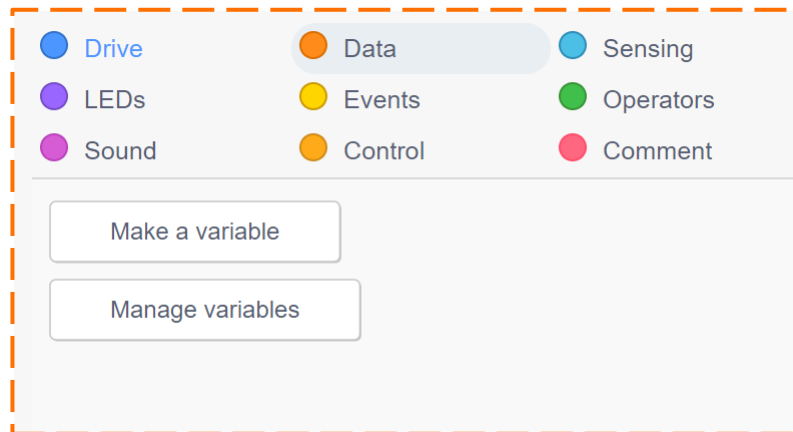 Drive Data Sensing
LEDs Events Operators
Sound Control Comment
Make a variable
Manage variables